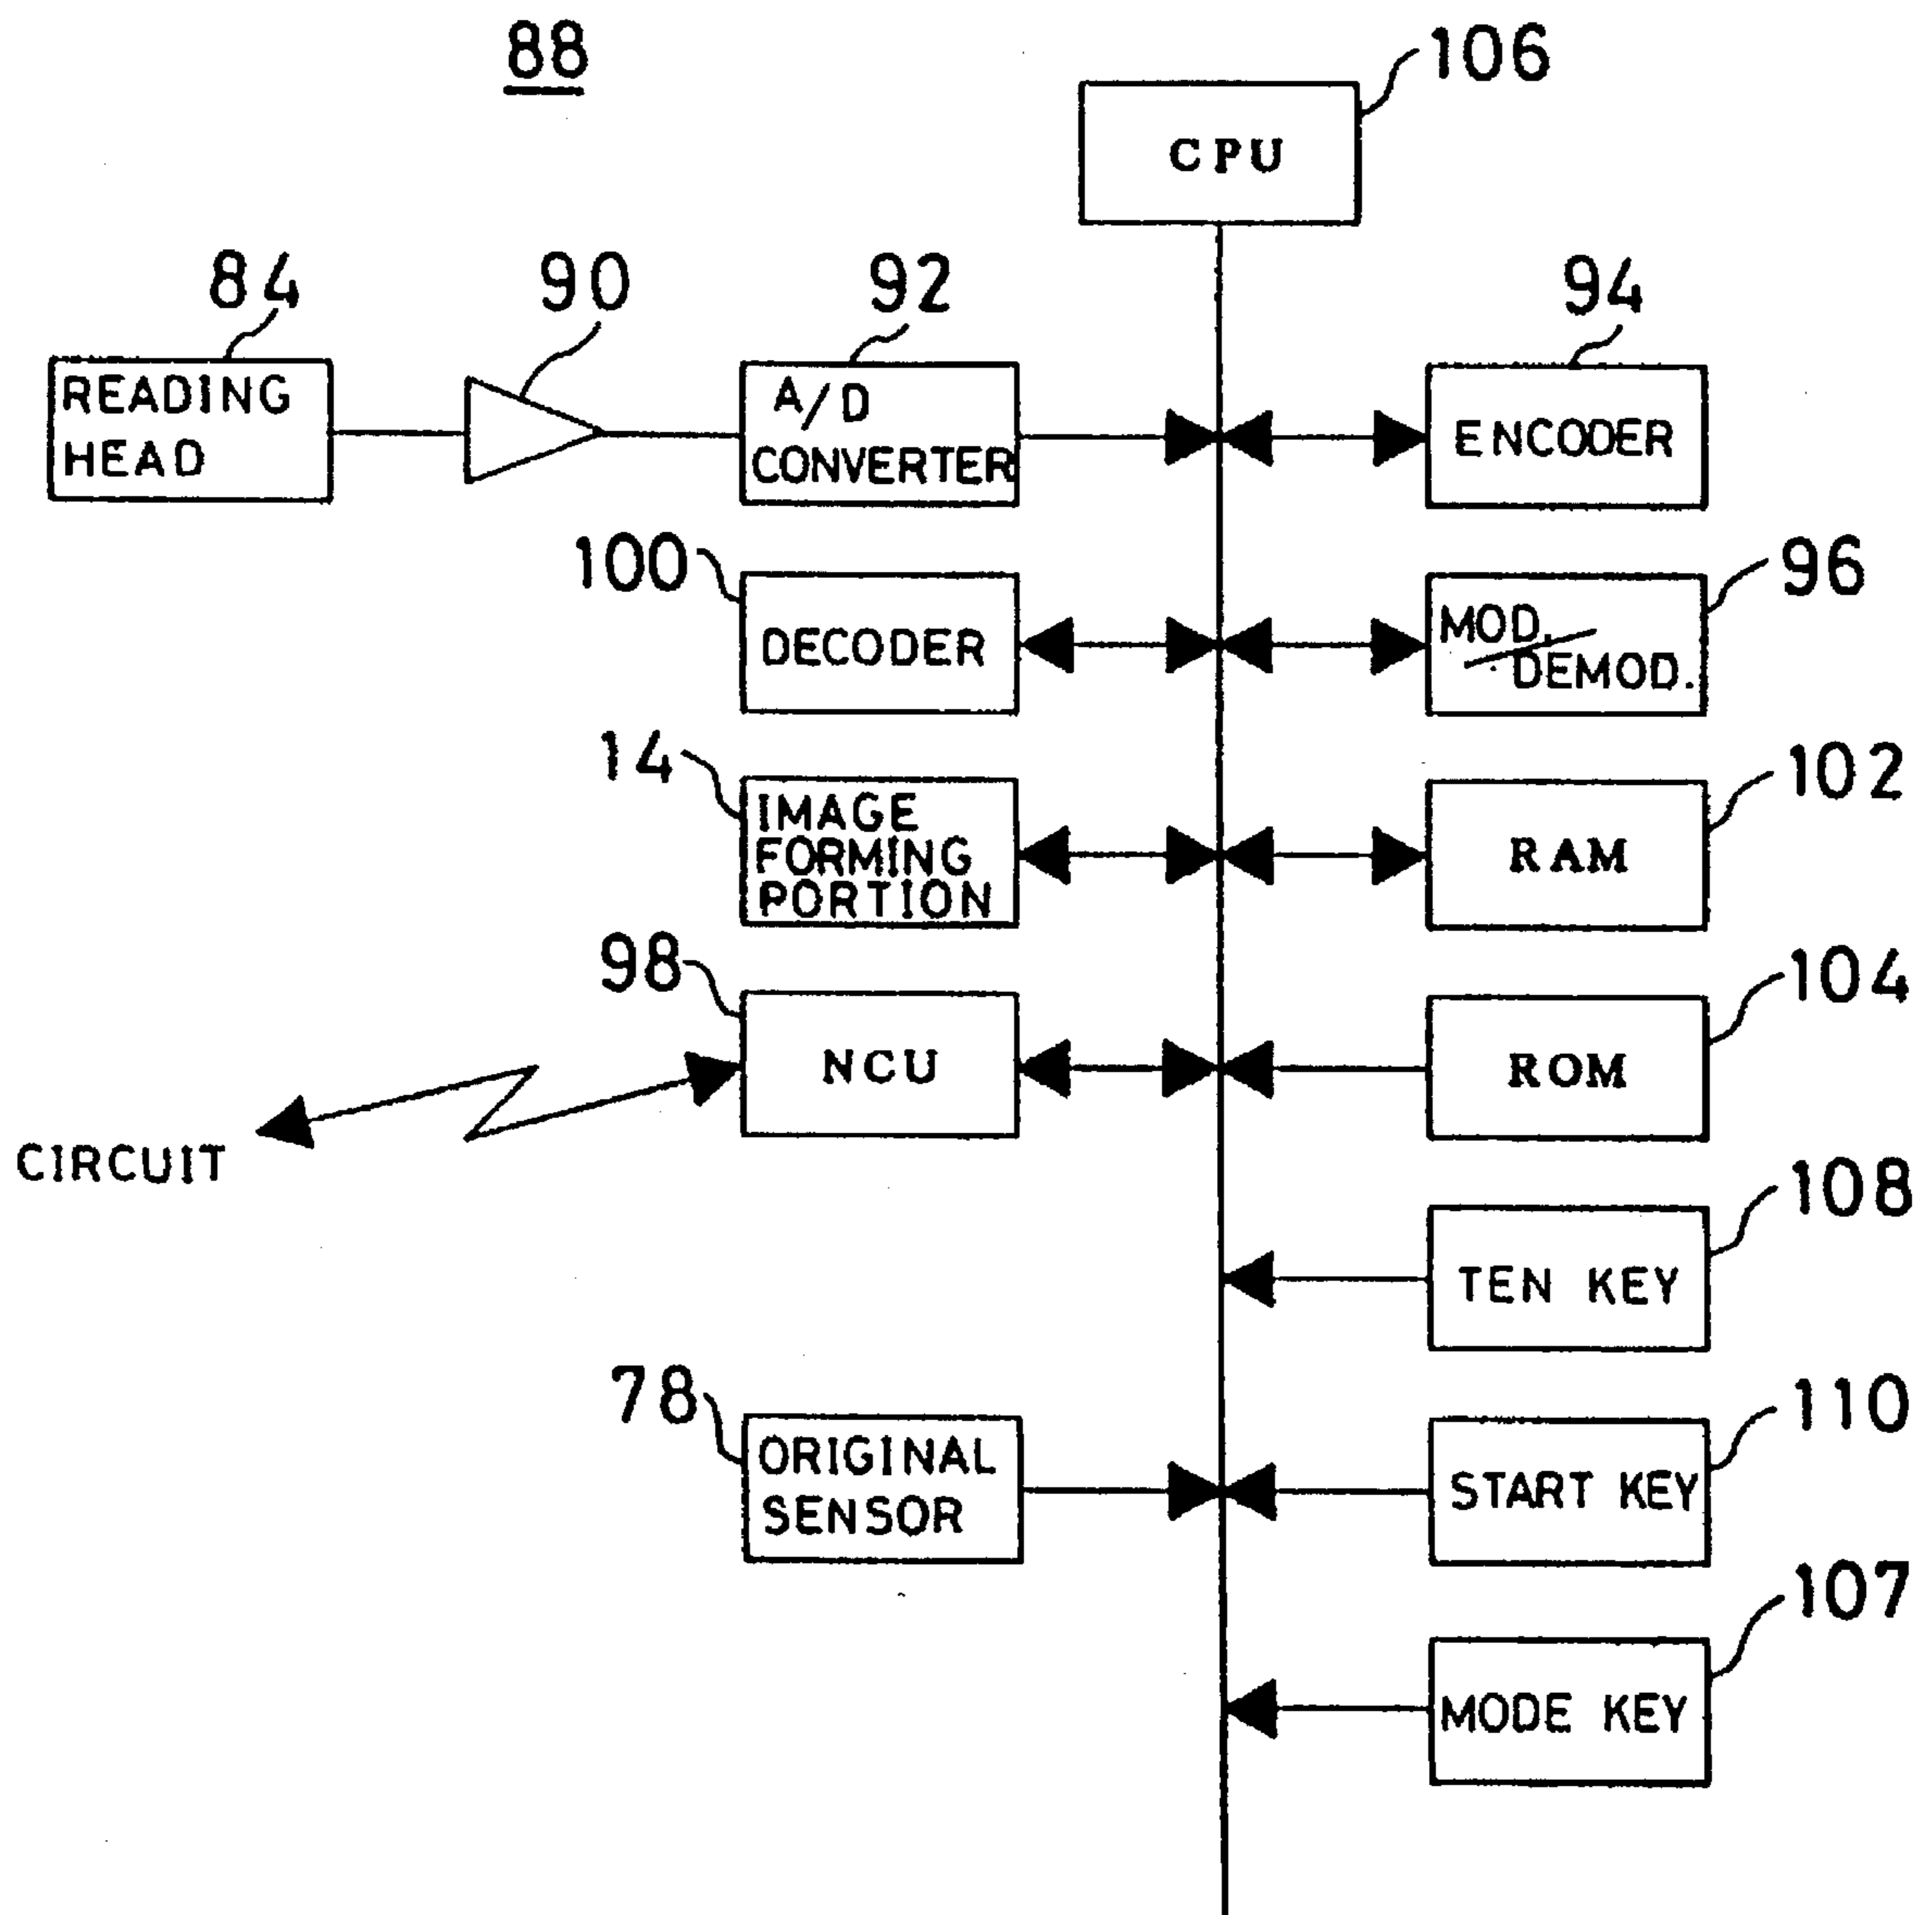 88
106
CPU
84
90
92
94
READING
HEAD
A/D
CONVERTER
ENCODER
100
96
DECODER
MOD.
DEMOD.
14
102
IMAGE
FORMING
PORTION
RAM
98
104
NCU
ROM
CIRCUIT
108
TEN KEY
78
110
ORIGINAL
SENSOR
START KEY
107
MODE KEY